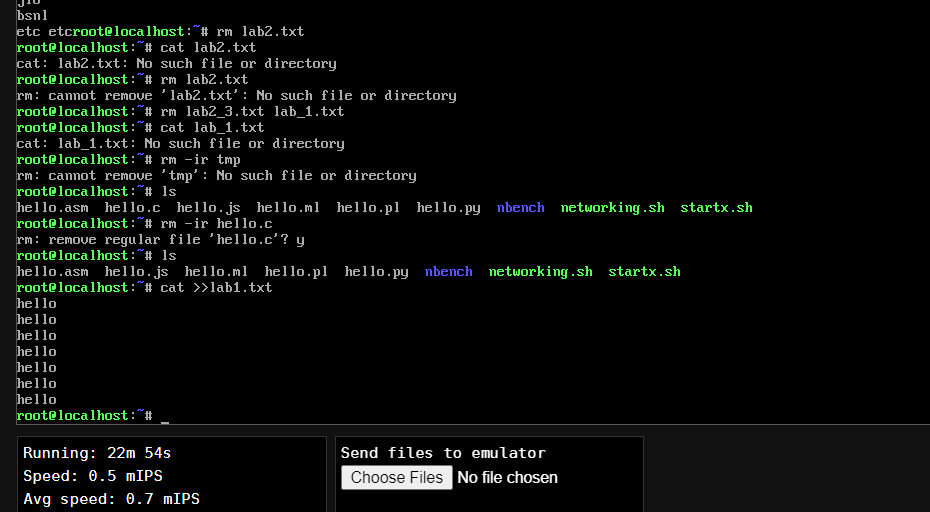 jio
bsnl
etc etcroot@localhost:~# rm lab2.txt
root@localhost:~# cat lab2.txt
cat: lab2.txt: No such file or directory
root@localhost:~# rm lab2.txt
rm: cannot remove 'lab2.txt': No such file or directory
root@localhost:~# rm lab2_3.txt lab_1.txt
root@localhost:~# cat lab_1.txt
cat: lab_1.txt: No such file or directory
root@localhost:~# rm -ir tmp
rm: cannot remove 'tmp': No such file or directory
root@localhost:~# ls
hello.asm  hello.c  hello.js  hello.ml  hello.pl  hello.py  nbench  networking.sh  startx.sh
root@localhost:~# rm -ir hello.c
rm: remove regular file 'hello.c'? y
root@localhost:~# ls
hello.asm  hello.js  hello.ml  hello.pl  hello.py  nbench  networking.sh  startx.sh
root@localhost:~# cat >>lab1.txt
hello
hello
hello
hello
hello
hello
hello
root@localhost:~# _
Running: 22m 54s
Speed: 0.5 mIPS
Avg speed: 0.7 mIPS
Send files to emulator
Choose Files No file chosen